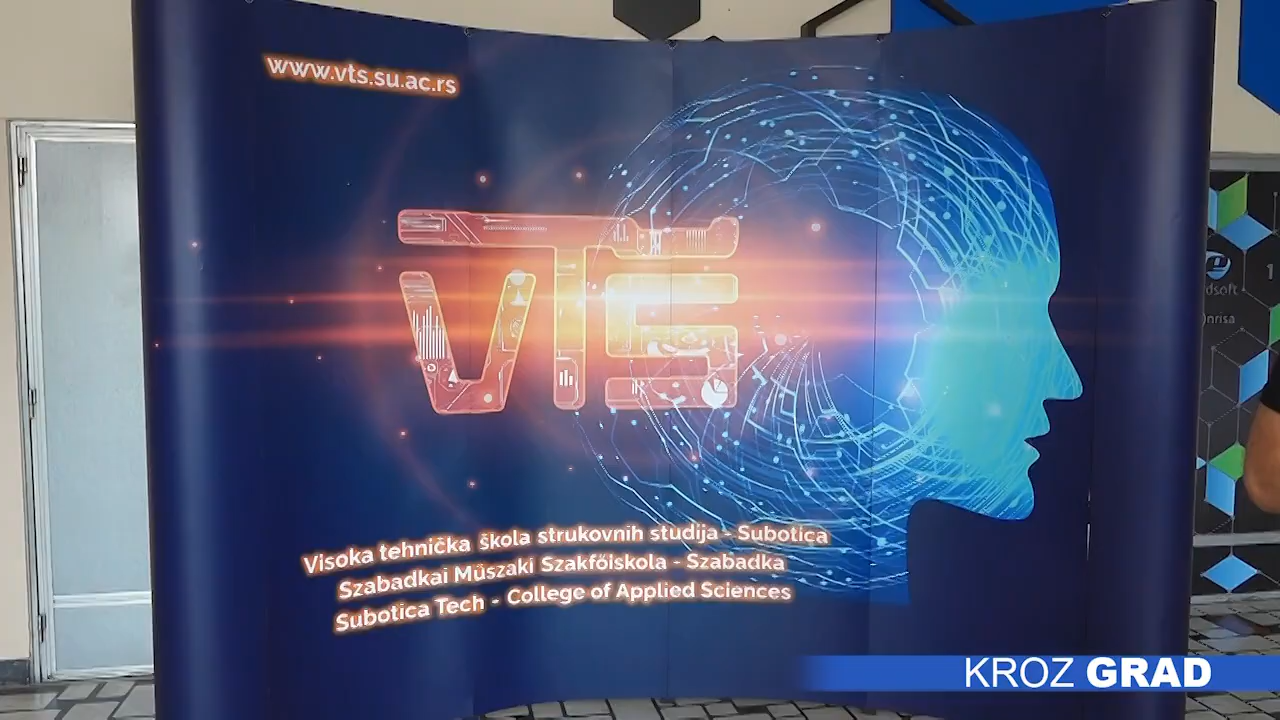 www.vts.su.ac.rs
VTS
Visoka tehnička škola strukovnih studija - Subotica
Szabadkai Műszaki Szakfőiskola - Szabadka
Subotica Tech - College of Applied Sciences
KROZ GRAD